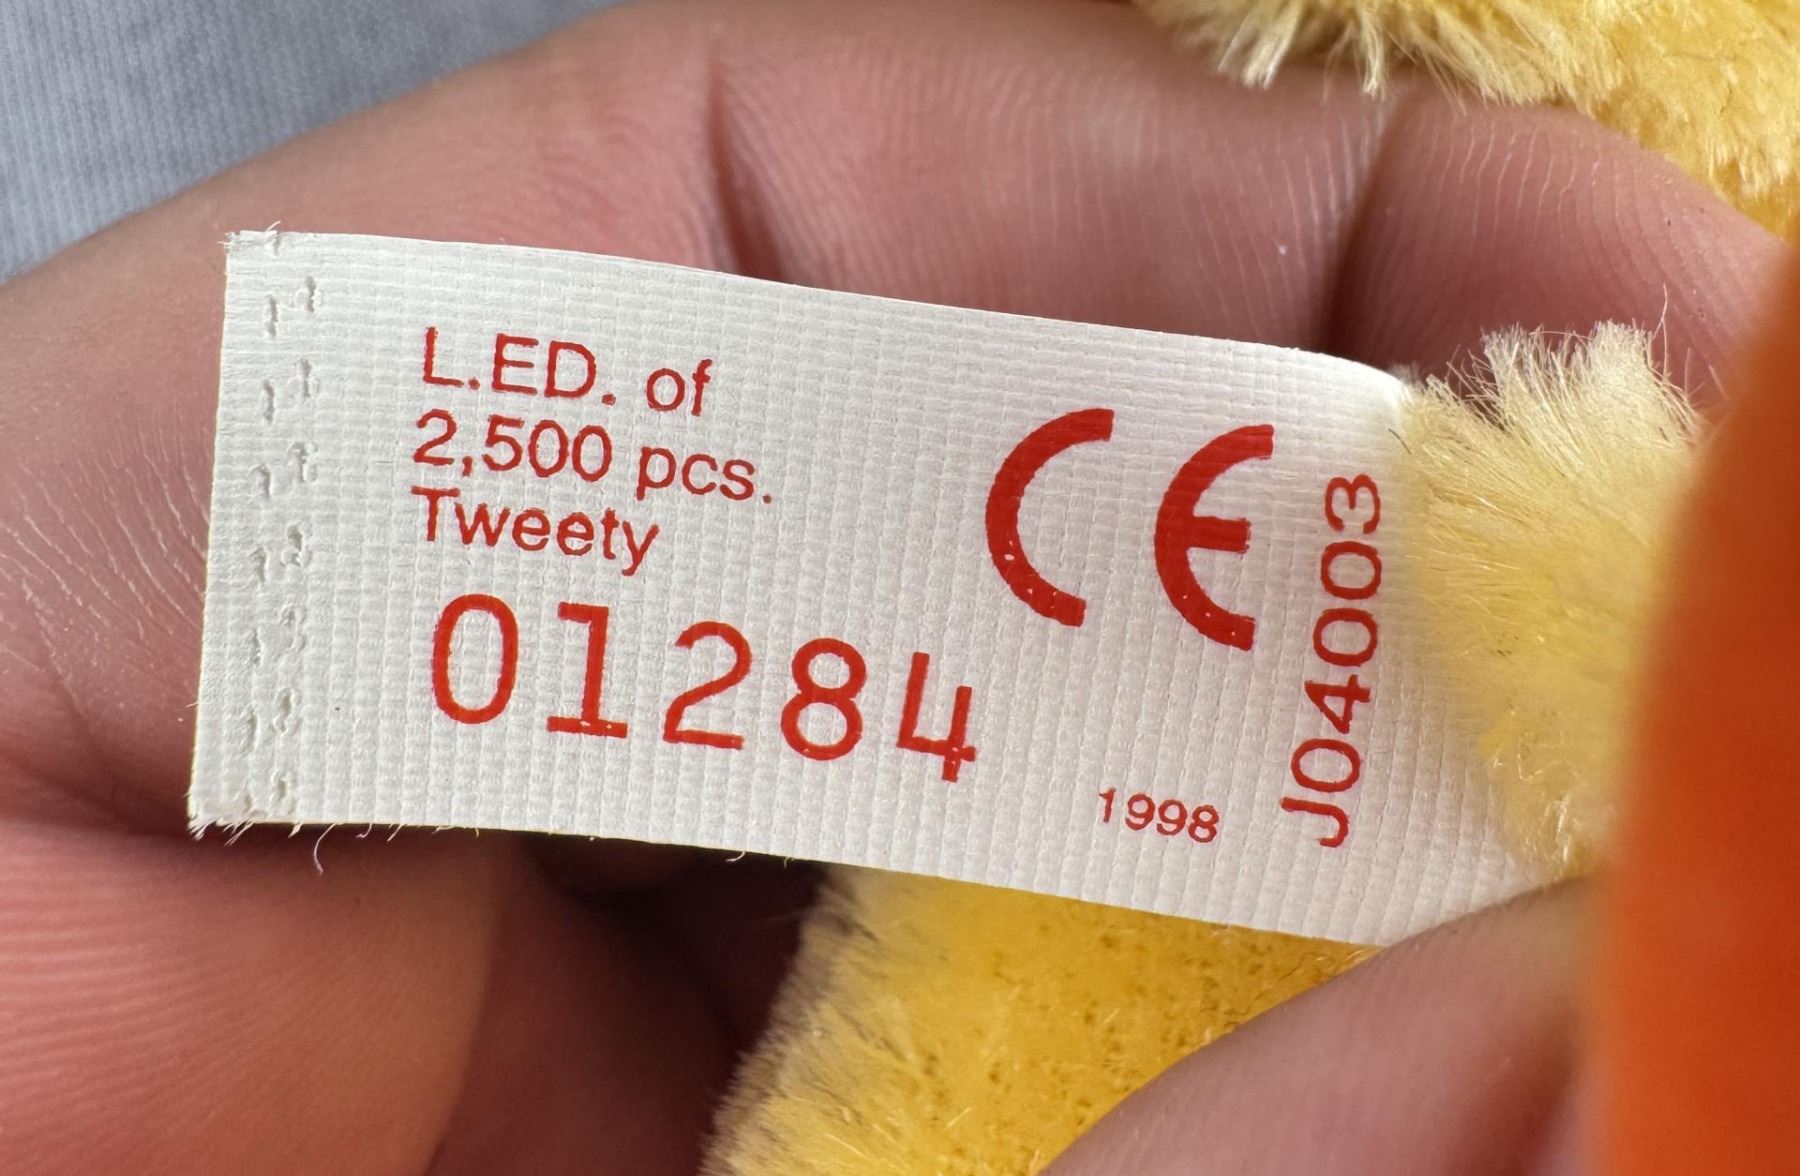 L.ED. of
2,500 pcs.
Tweety
01284
CE
1998
J04003